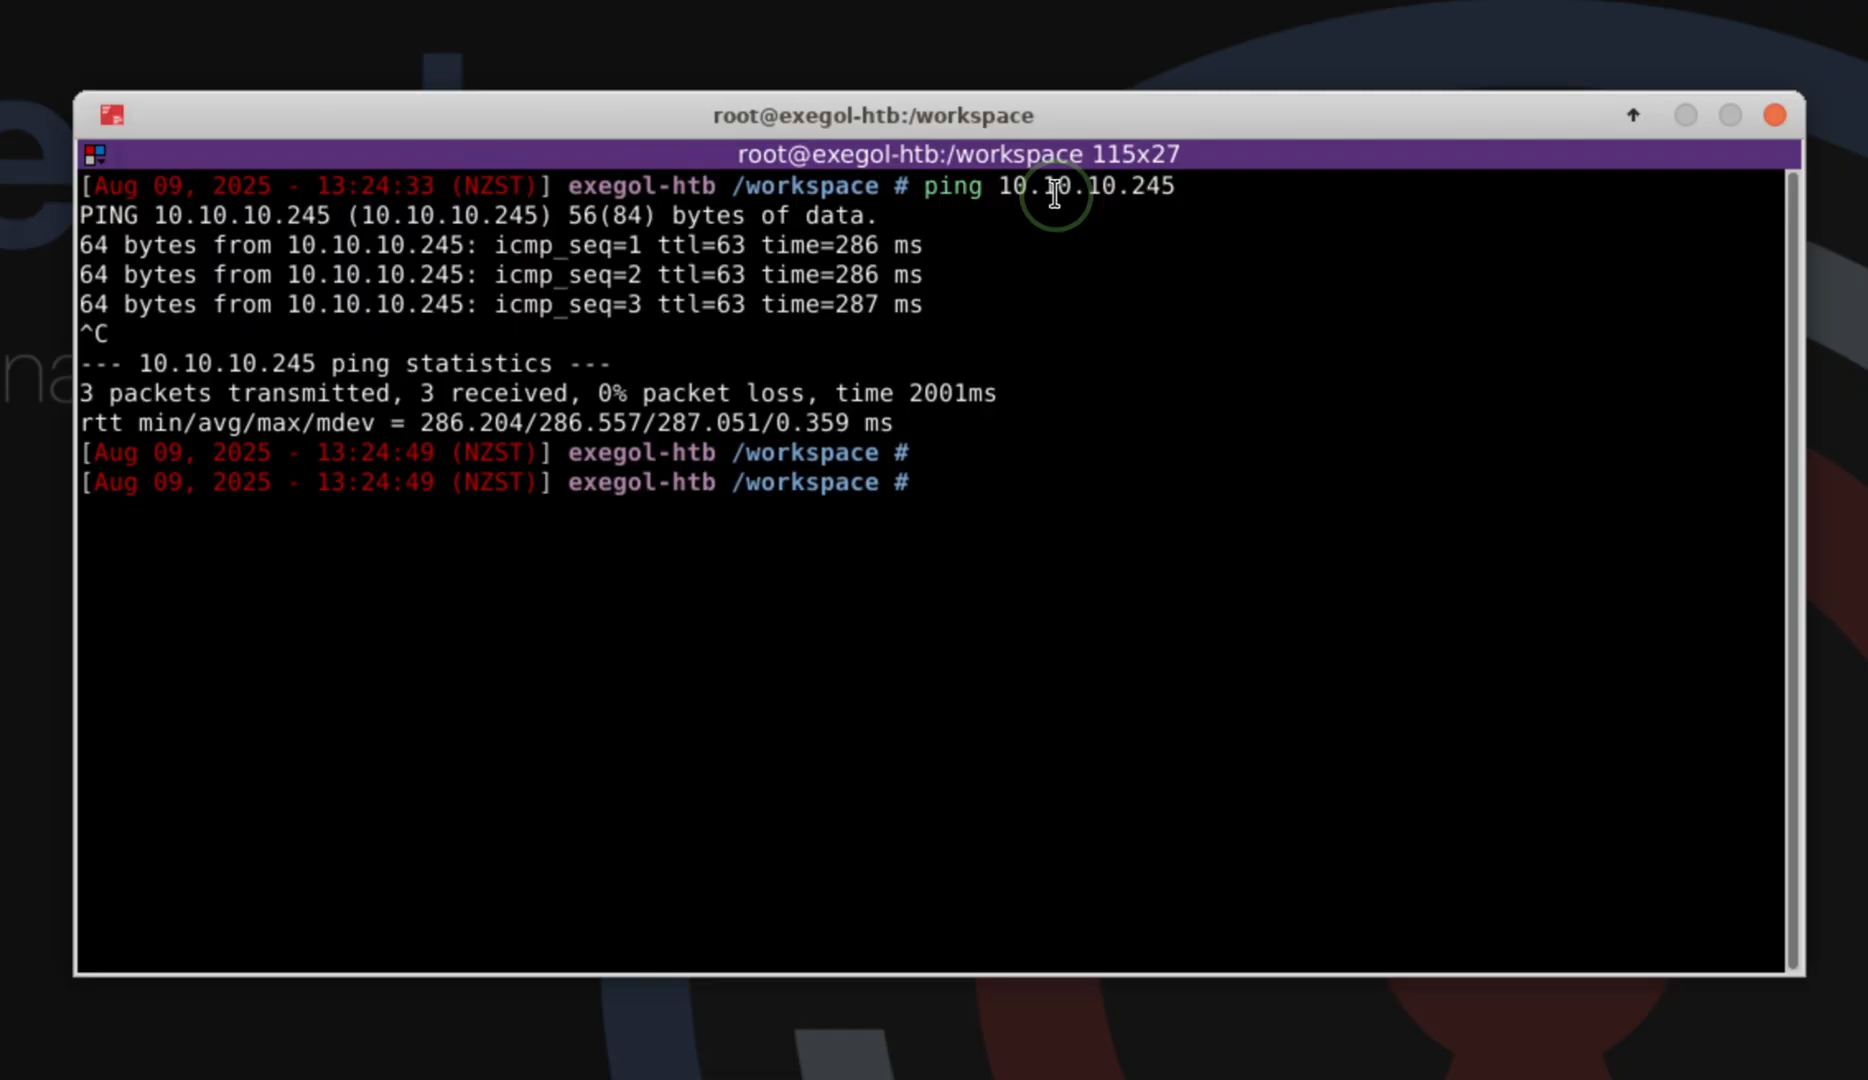 root@exegol-htb:/workspace
root@exegol-htb:/workspace 115x27
[Aug 09, 2025 - 13:24:33 (NZST)] exegol-htb /workspace # ping 10.10.10.245
PING 10.10.10.245 (10.10.10.245) 56(84) bytes of data.
64 bytes from 10.10.10.245: icmp_seq=1 ttl=63 time=286 ms
64 bytes from 10.10.10.245: icmp_seq=2 ttl=63 time=286 ms
64 bytes from 10.10.10.245: icmp_seq=3 ttl=63 time=287 ms
^C
--- 10.10.10.245 ping statistics ---
3 packets transmitted, 3 received, 0% packet loss, time 2001ms
rtt min/avg/max/mdev = 286.204/286.557/287.051/0.359 ms
[Aug 09, 2025 - 13:24:49 (NZST)] exegol-htb /workspace #
[Aug 09, 2025 - 13:24:49 (NZST)] exegol-htb /workspace #